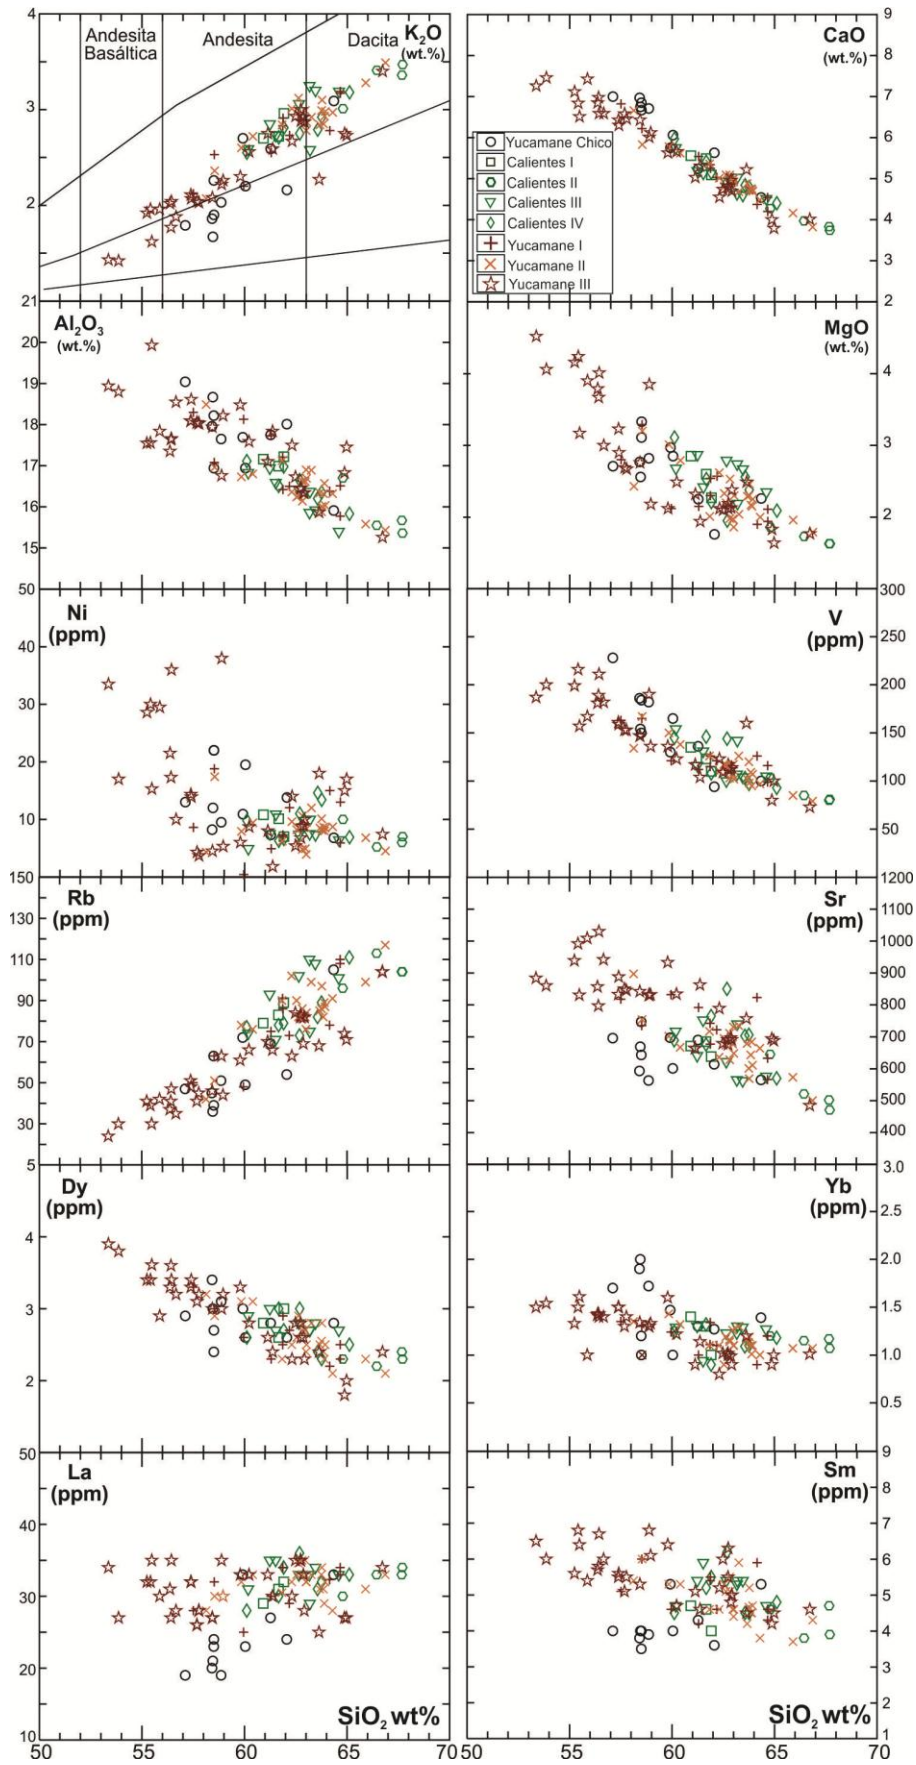 4
Andesita
Basáltica
Andesita
Dacita
K₂O
(wt.%)
3
2
21
CaO
(wt.%)
9
8
7
6
5
4
3
2
Yucamane Chico
Calientes I
Calientes II
Calientes III
Calientes IV
Yucamane I
Yucamane II
Yucamane III
Al₂O₃
(wt.%)
20
19
18
17
16
15
50
MgO
(wt.%)
4
3
2
300
Ni
(ppm)
40
30
20
10
150
V
(ppm)
250
200
150
100
50
1200
Rb
(ppm)
130
110
90
70
50
30
5
Sr
(ppm)
1100
1000
900
800
700
600
500
400
3.0
Dy
(ppm)
4
3
2
50
Yb
(ppm)
2.5
2.0
1.5
1.0
0.5
9
La
(ppm)
40
30
20
10
Sm
(ppm)
8
7
6
5
4
3
2
1
SiO₂ wt%
50 55 60 65 70
SiO₂ wt%
50 55 60 65 70